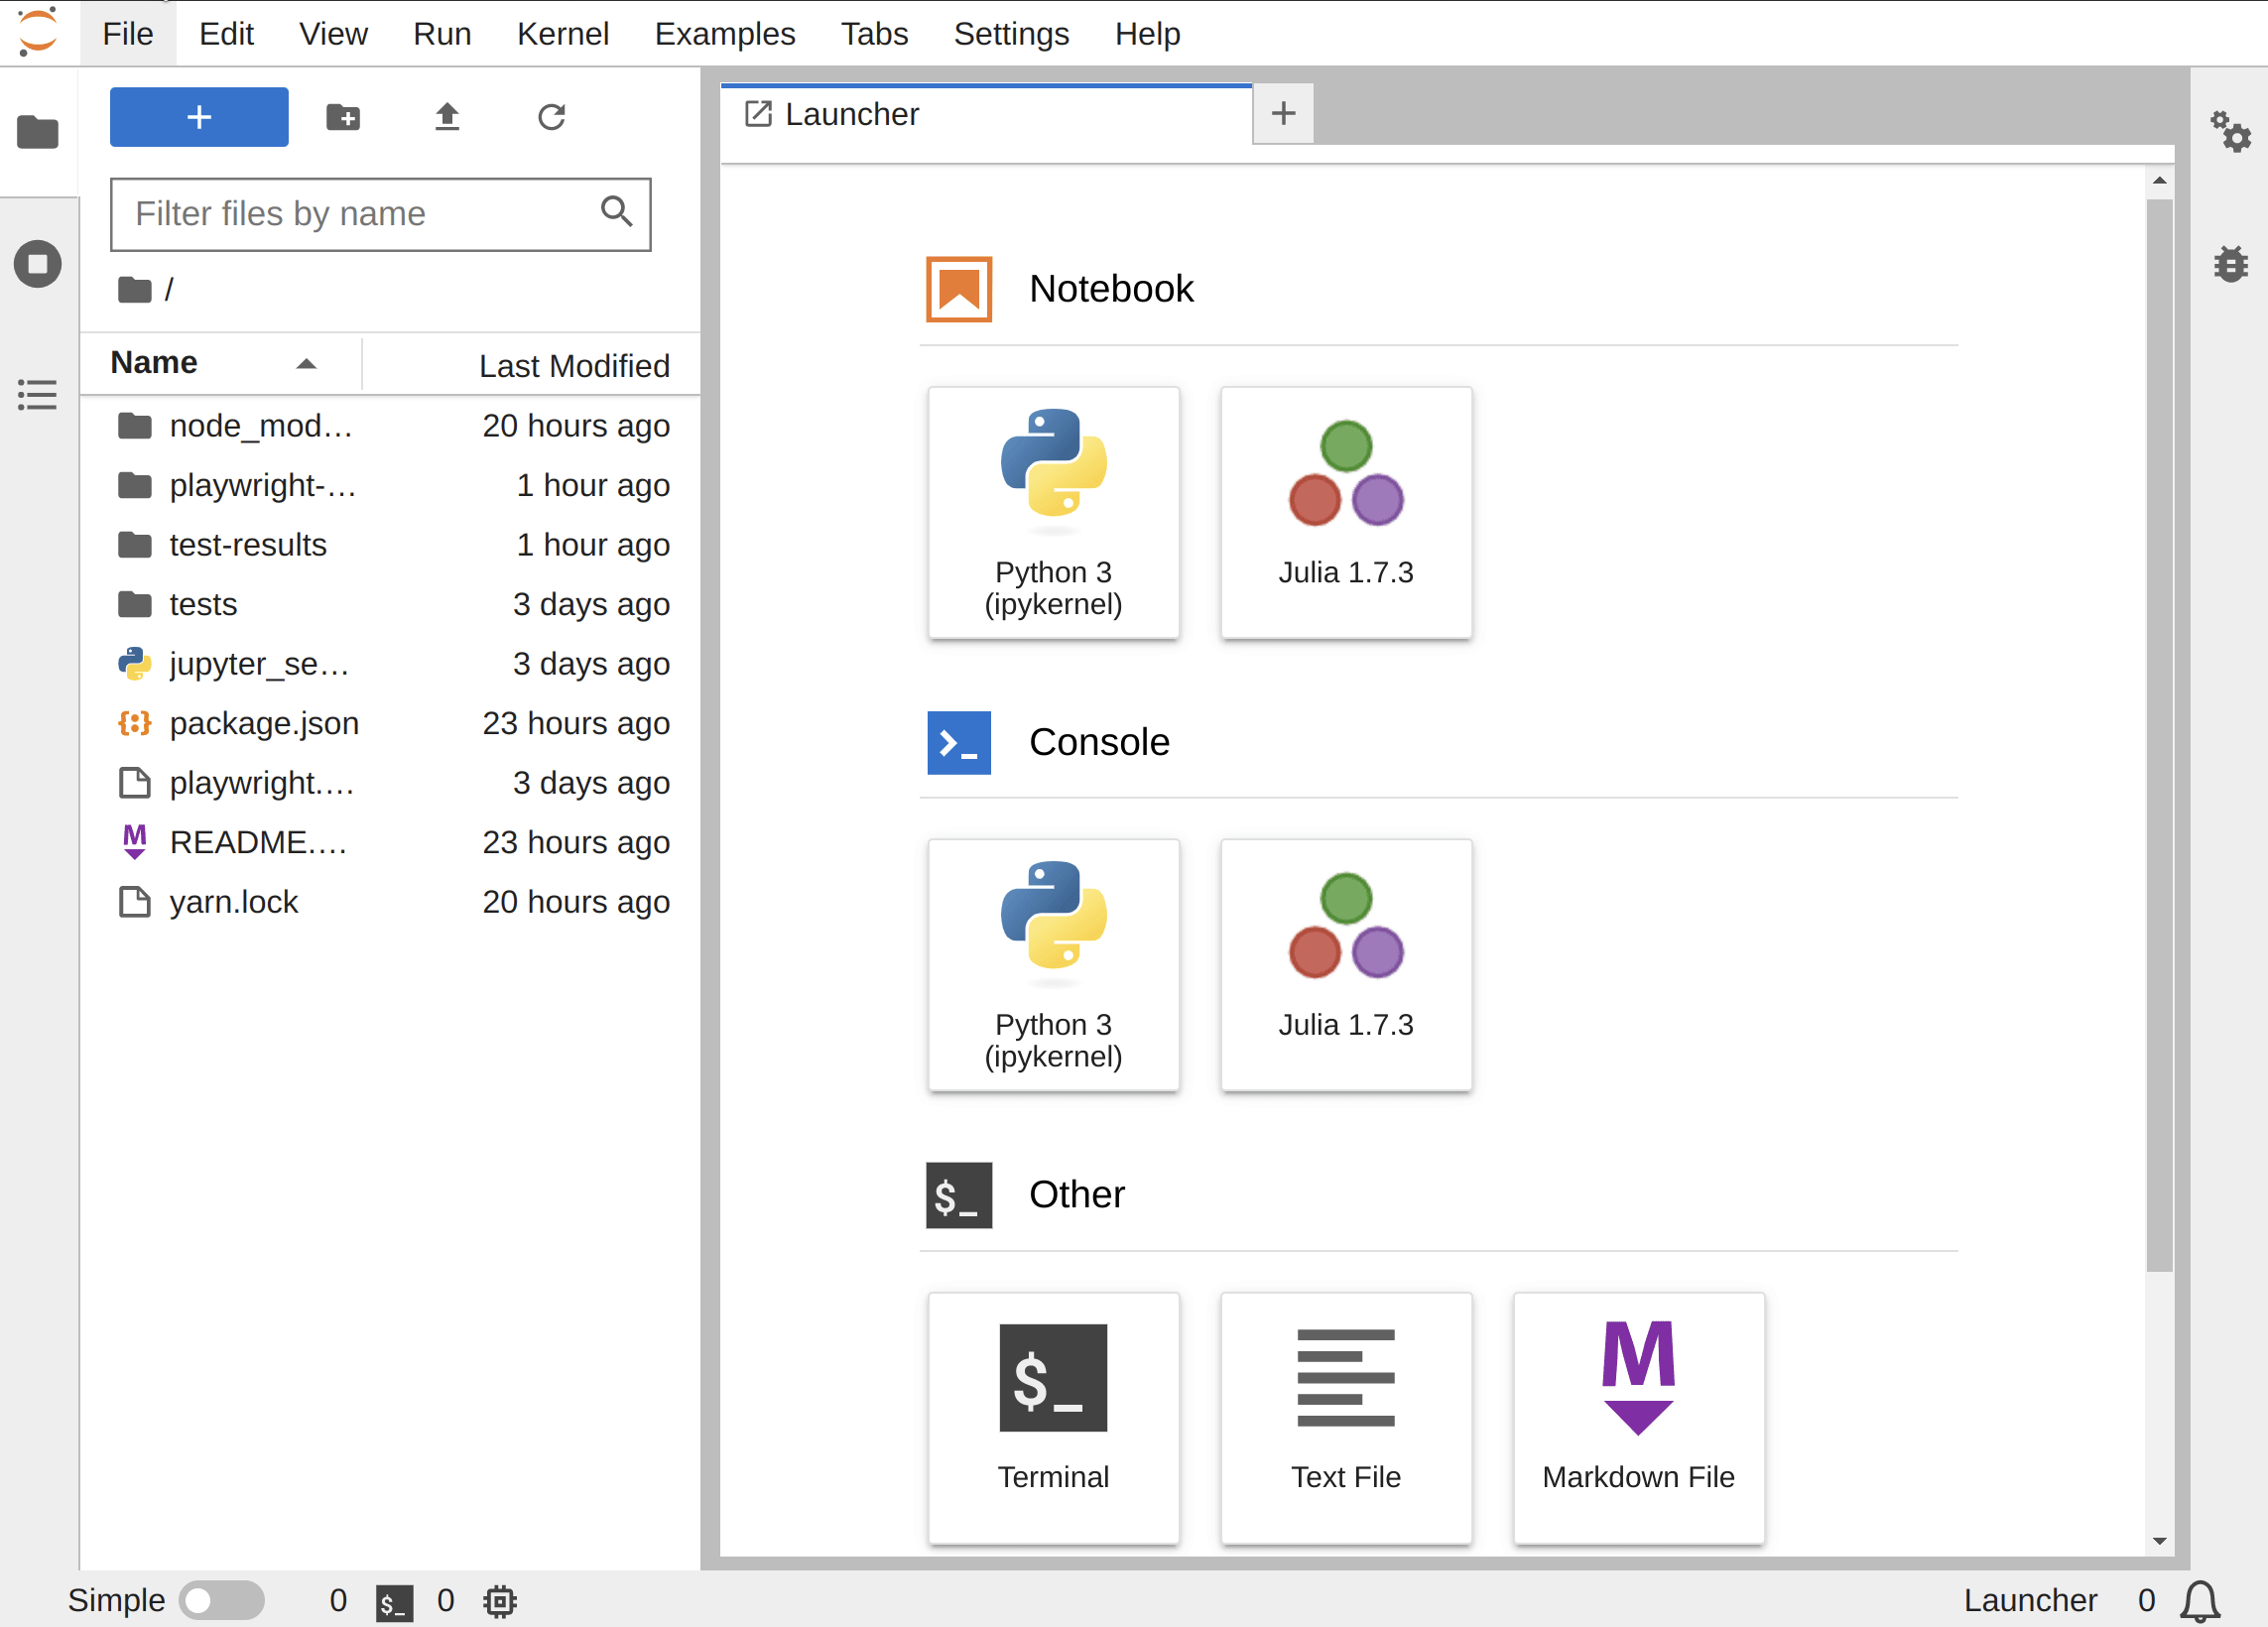 File Edit View Run Kernel Examples Tabs Settings Help
+
Launcher
+
Filter files by name
/
Name Last Modified
node_mod… 20 hours ago
playwright-… 1 hour ago
test-results 1 hour ago
tests 3 days ago
jupyter_se… 3 days ago
package.json 23 hours ago
playwright.… 3 days ago
README.… 23 hours ago
yarn.lock 20 hours ago
Notebook
Python 3
(ipykernel)
Julia 1.7.3
Console
Python 3
(ipykernel)
Julia 1.7.3
$_ Other
$_
Terminal
Text File
M
Markdown File
Simple 0 $_ 0
Launcher 0